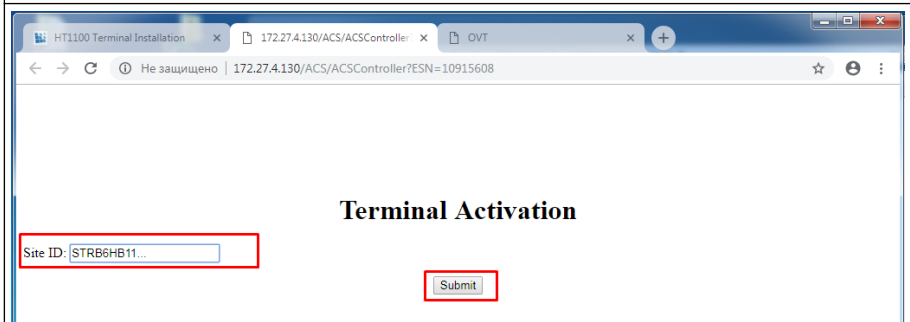 HT1100 Terminal Installation
172.27.4.130/ACS/ACSController
OVT
Не защищено | 172.27.4.130/ACS/ACSController?ESN=10915608
Terminal Activation
Site ID: STRB6HB11...
Submit